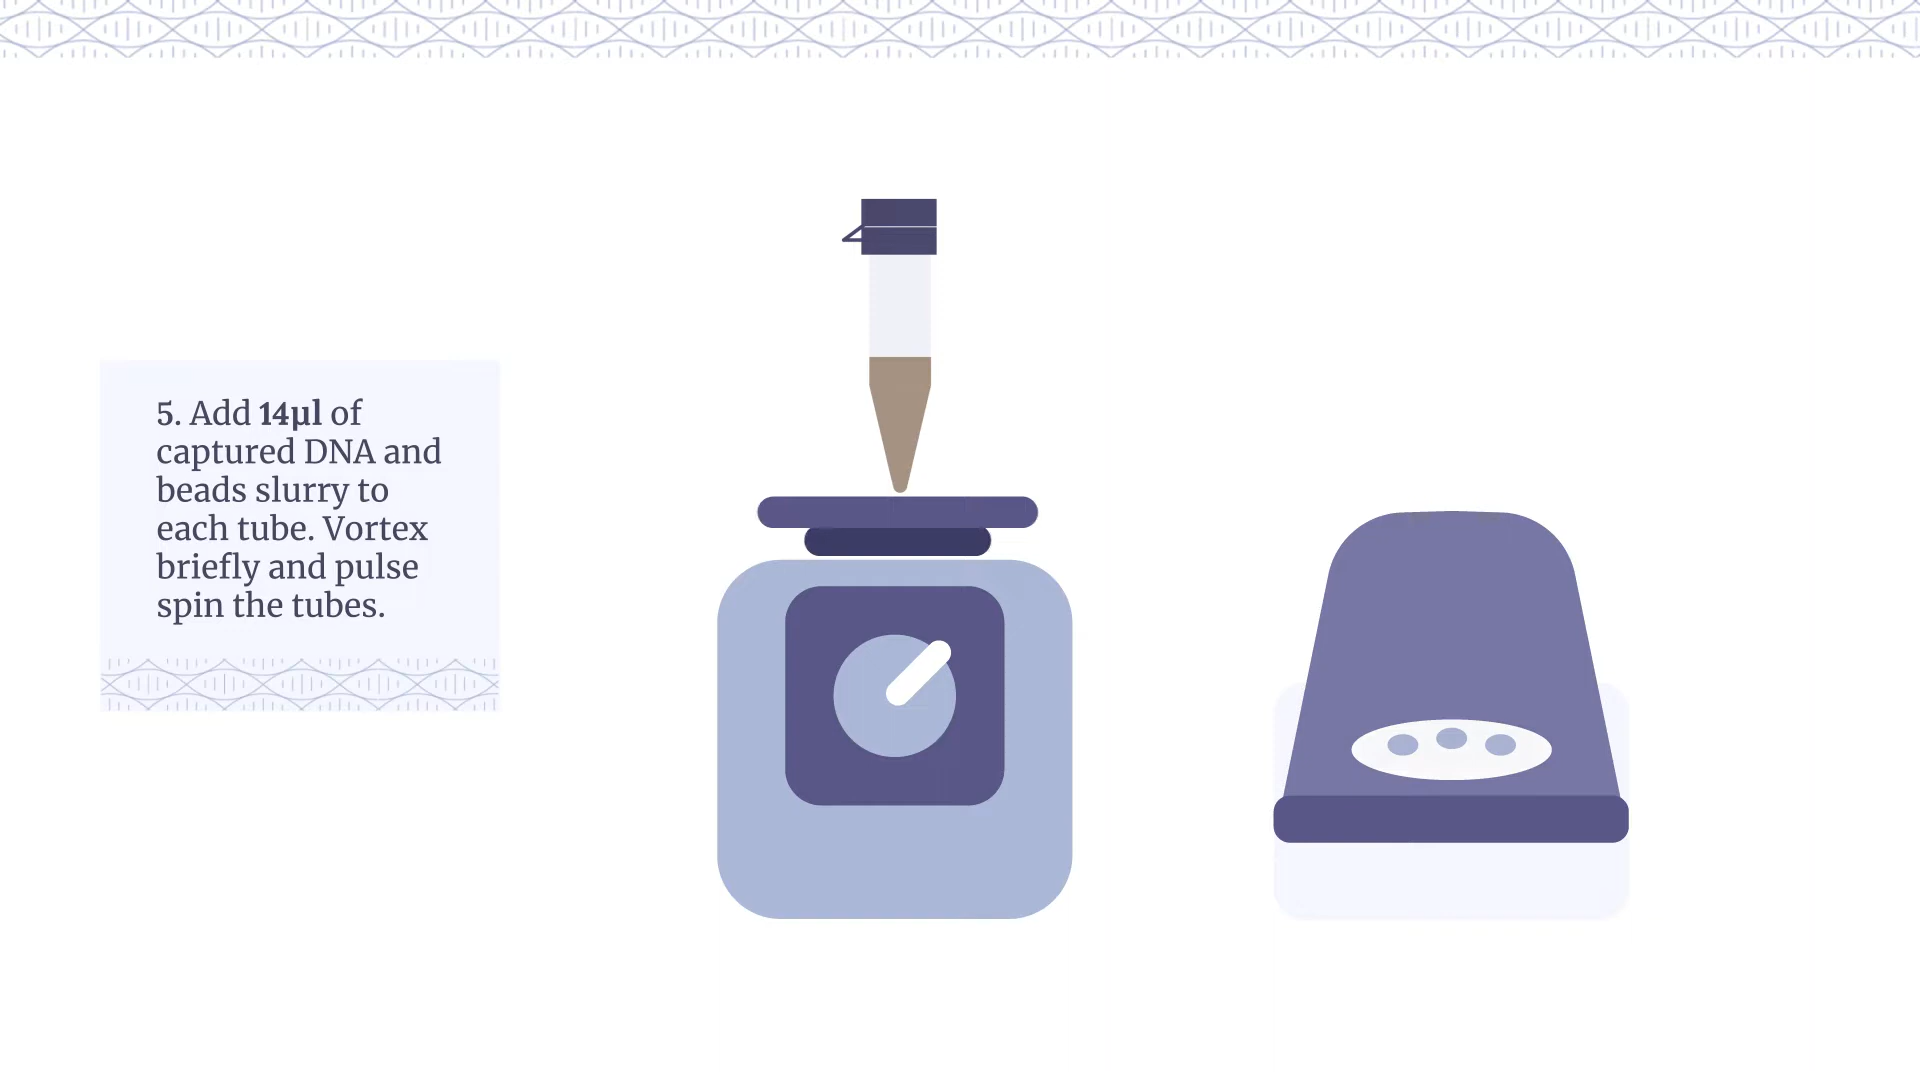 5. Add 14µl of
captured DNA and
beads slurry to
each tube. Vortex
briefly and pulse
spin the tubes.